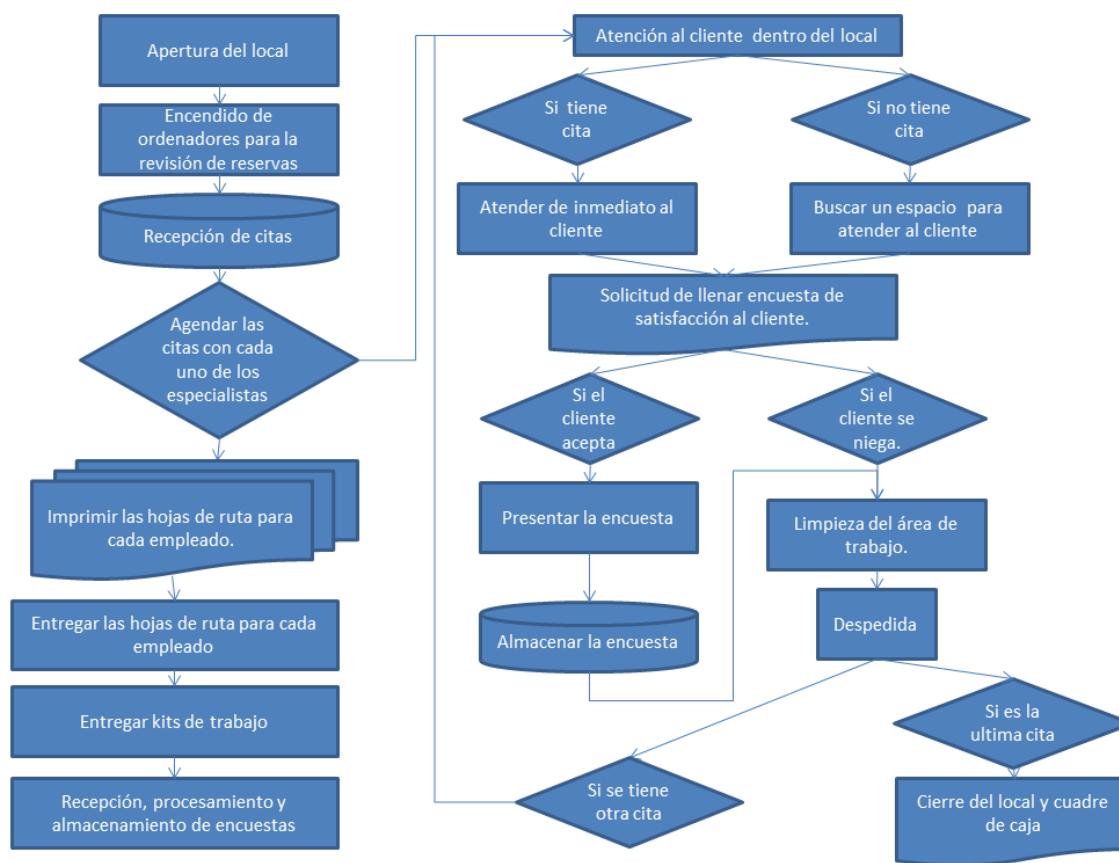 Apertura del local
Encendido de
ordenadores para la
revisión de reservas
Recepción de citas
Agendar las
citas con cada
uno de los
especialistas
Imprimir las hojas de ruta para
cada empleado.
Entregar las hojas de ruta para cada
empleado
Entregar kits de trabajo
Recepción, procesamiento y
almacenamiento de encuestas
Atención al cliente dentro del local
Si tiene
cita
Si no tiene
cita
Atender de inmediato al
cliente
Buscar un espacio para
atender al cliente
Solicitud de llenar encuesta de
satisfacción al cliente.
Si el
cliente
acepta
Si el
cliente se
niega.
Presentar la encuesta
Almacenar la encuesta
Limpieza del área de
trabajo.
Despedida
Si se tiene
otra cita
Si es la
ultima cita
Cierre del local y cuadre
de caja